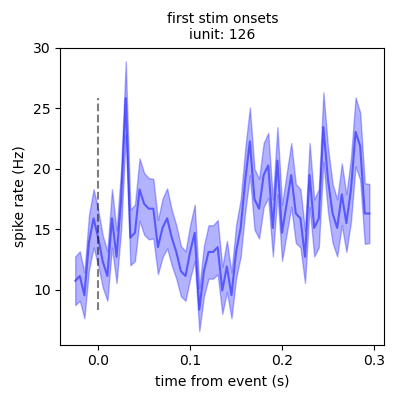 first stim onsets
iunit: 126
spike rate (Hz)
30
25
20
15
10
0.0 0.1 0.2 0.3
time from event (s)